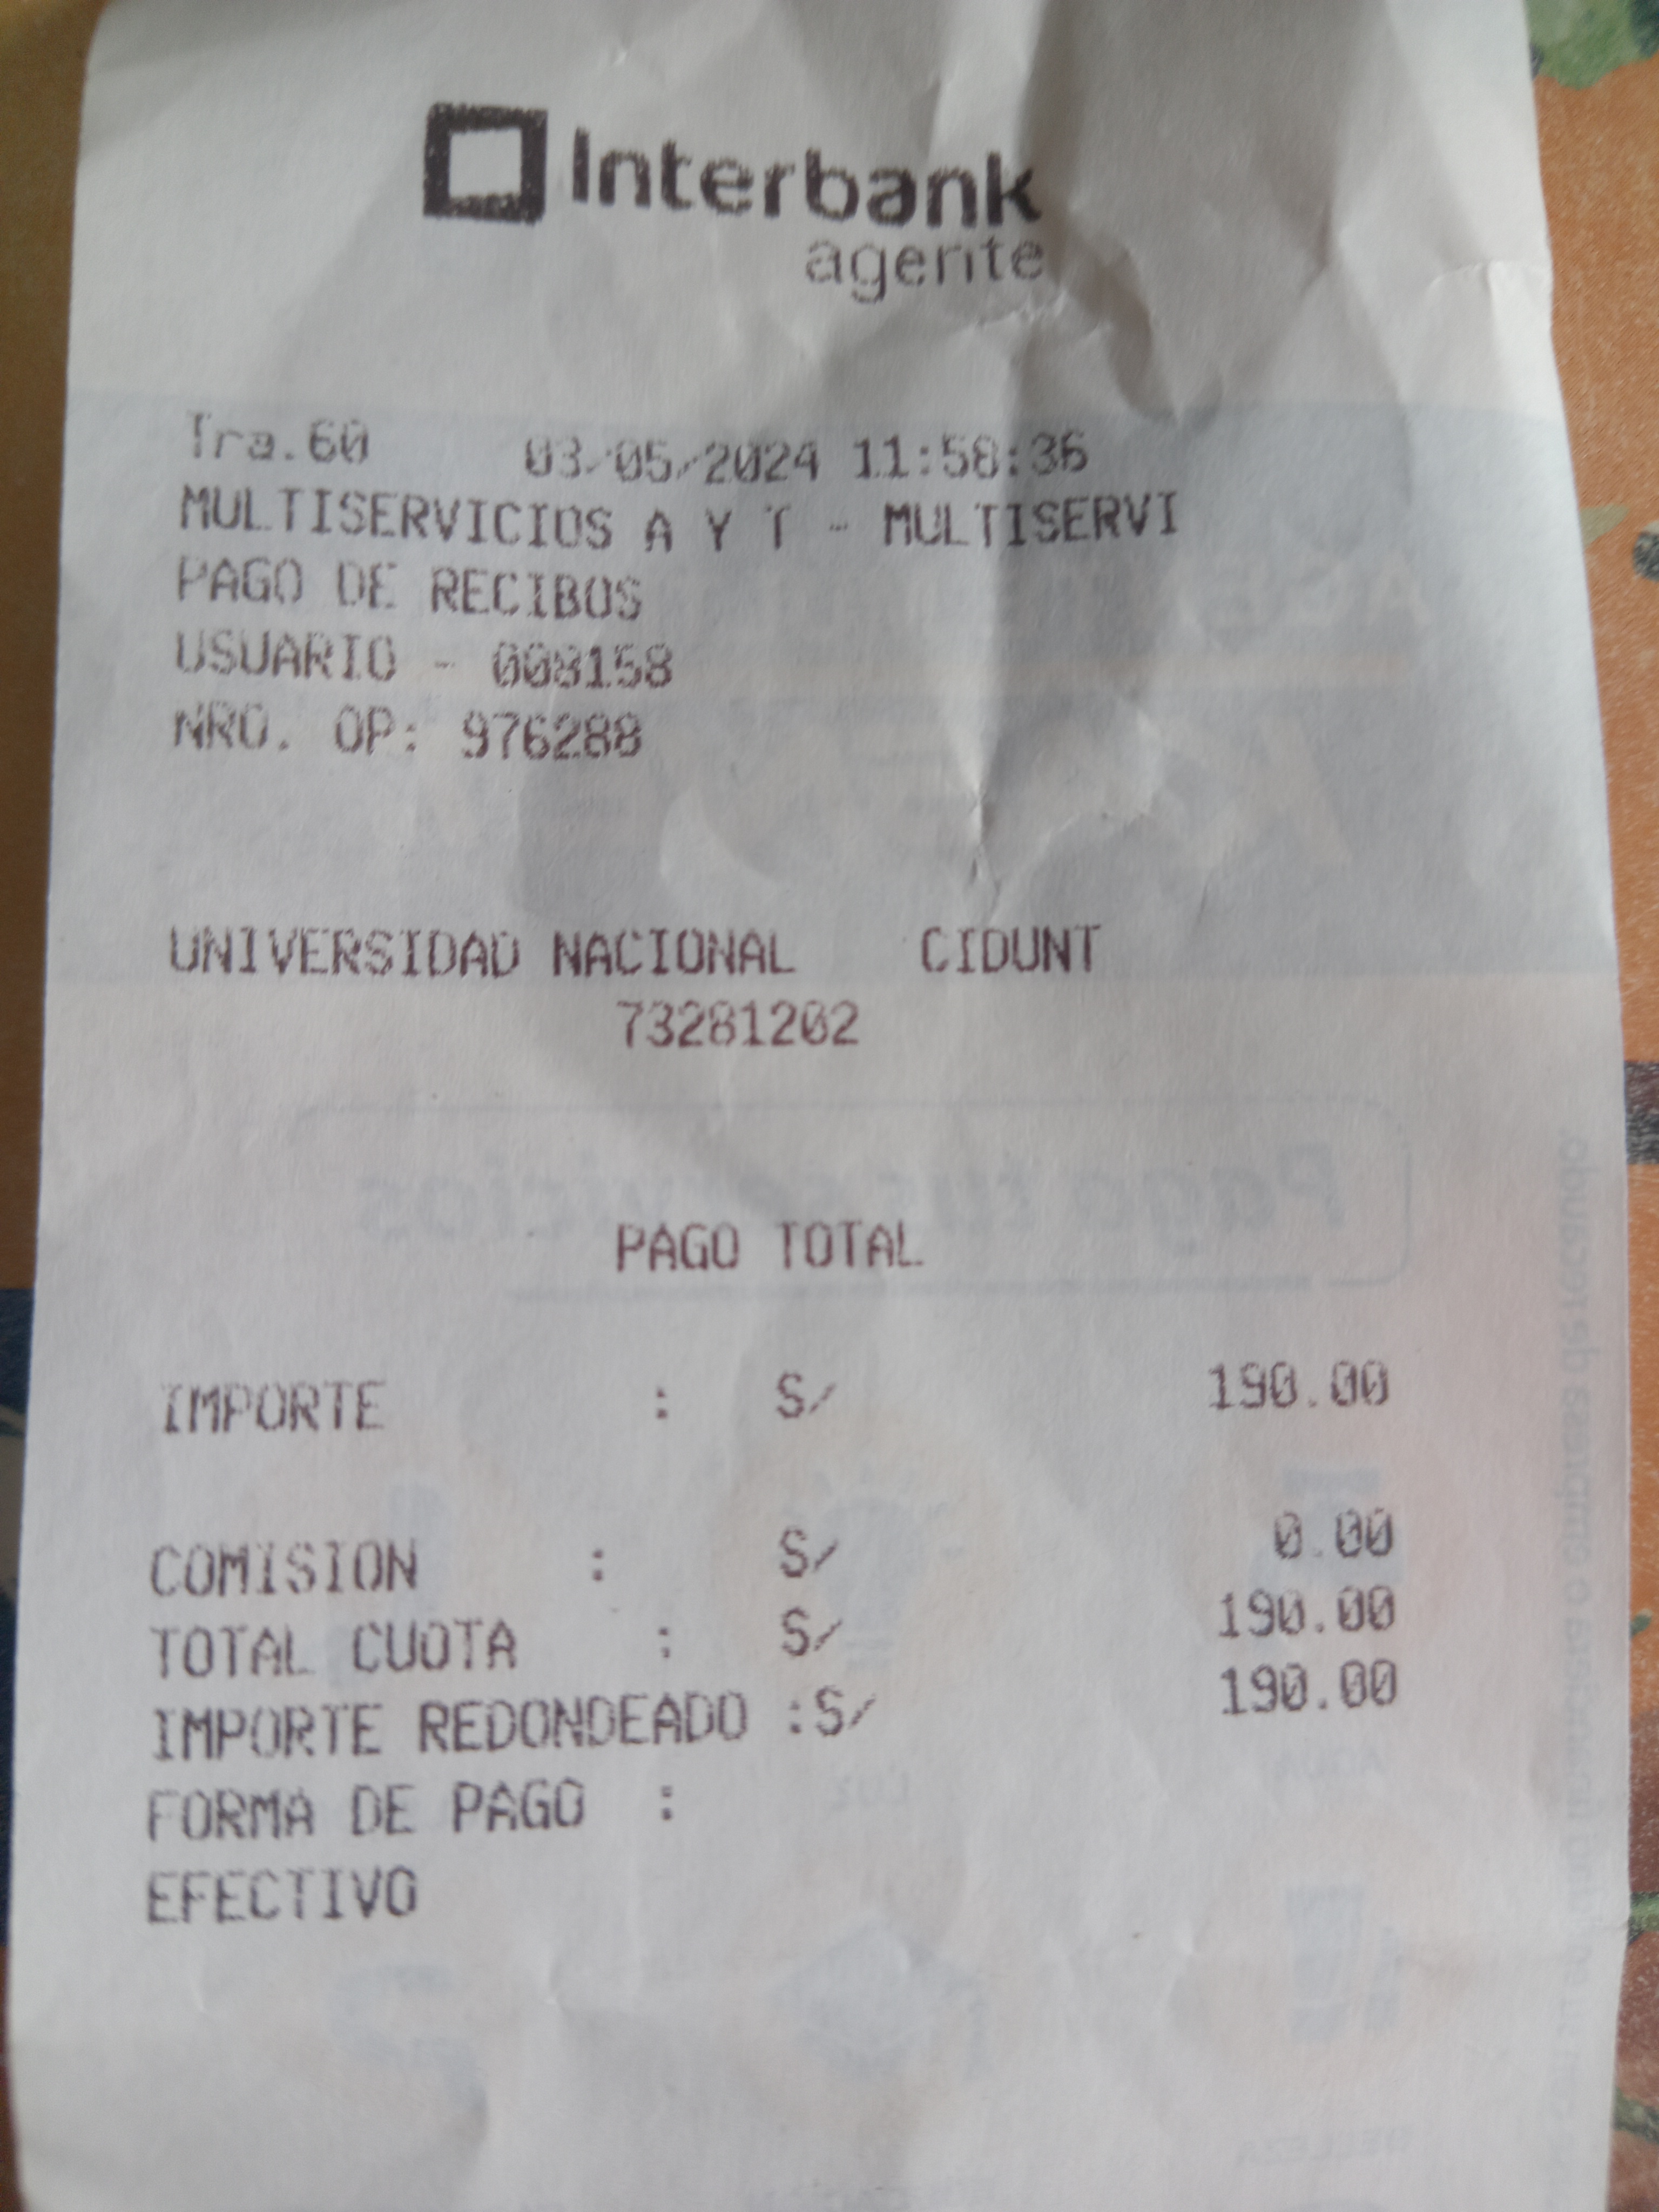 Interbank
agente
Tra.60 03/05/2024 11:58:36
MULTISERVICIOS A Y T - MULTISERVI
PAGO DE RECIBOS
USUARIO - 008158
NRO. OP: 976288
UNIVERSIDAD NACIONAL CIDUNT
73281202
PAGO TOTAL
IMPORTE : S/ 190.00
COMISION : S/ 0.00
TOTAL CUOTA : S/ 190.00
IMPORTE REDONDEADO :S/ 190.00
FORMA DE PAGO :
EFECTIVO